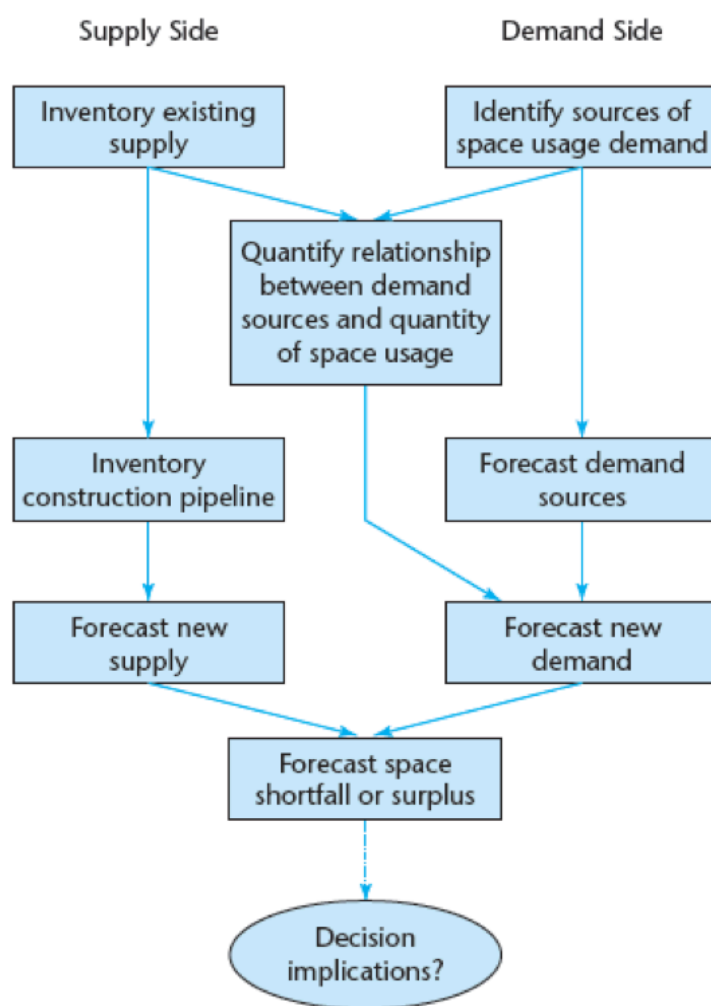 Supply Side
Demand Side
Inventory existing
supply
Identify sources of
space usage demand
Quantify relationship
between demand
sources and quantity
of space usage
Inventory
construction pipeline
Forecast demand
sources
Forecast new
supply
Forecast new
demand
Forecast space
shortfall or surplus
Decision
implications?